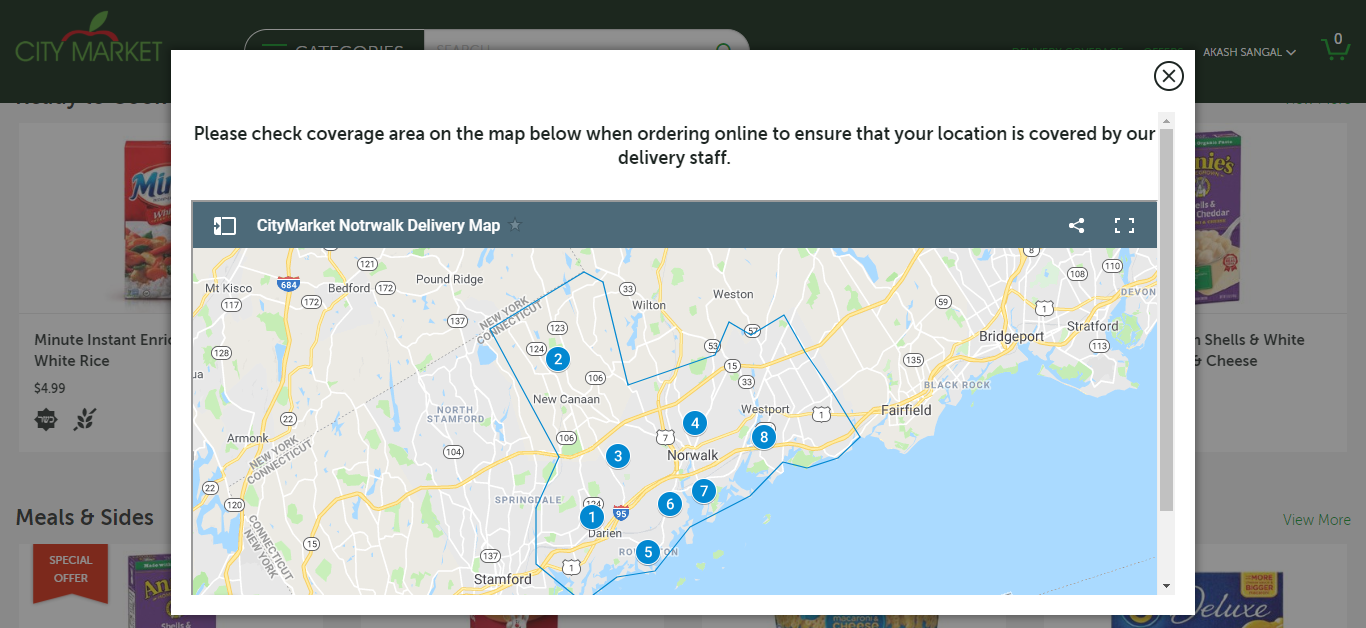 CITY MARKET
CATEGORIES
SEARCH
AKASH SANGAL
0
Please check coverage area on the map below when ordering online to ensure that your location is covered by our
delivery staff.
CityMarket Notrwalk Delivery Map
Mt Kisco
684
117
172
121
Bedford
172
Pound Ridge
137
NEW YORK
CONNECTICUT
33
Wilton
Weston
59
8
108
110
1
DEVON
Stratford
113
Bridgeport
128
123
124
2
106
53
57
15
33
135
BLACK ROCK
New Canaan
NORTH
STAMFORD
22
Armonk
NEW YORK
CONNECTICUT
104
106
7
4
Westport
1
8
Fairfield
3
Norwalk
22
120
SPRINGDALE
124
1
95
6
7
Darien
5
CONNECTICUT
NEW YORK
15
137
Stamford
1
Minute Instant Enric
White Rice
$4.99
n Shells & White
& Cheese
Meals & Sides
View More
SPECIAL
OFFER